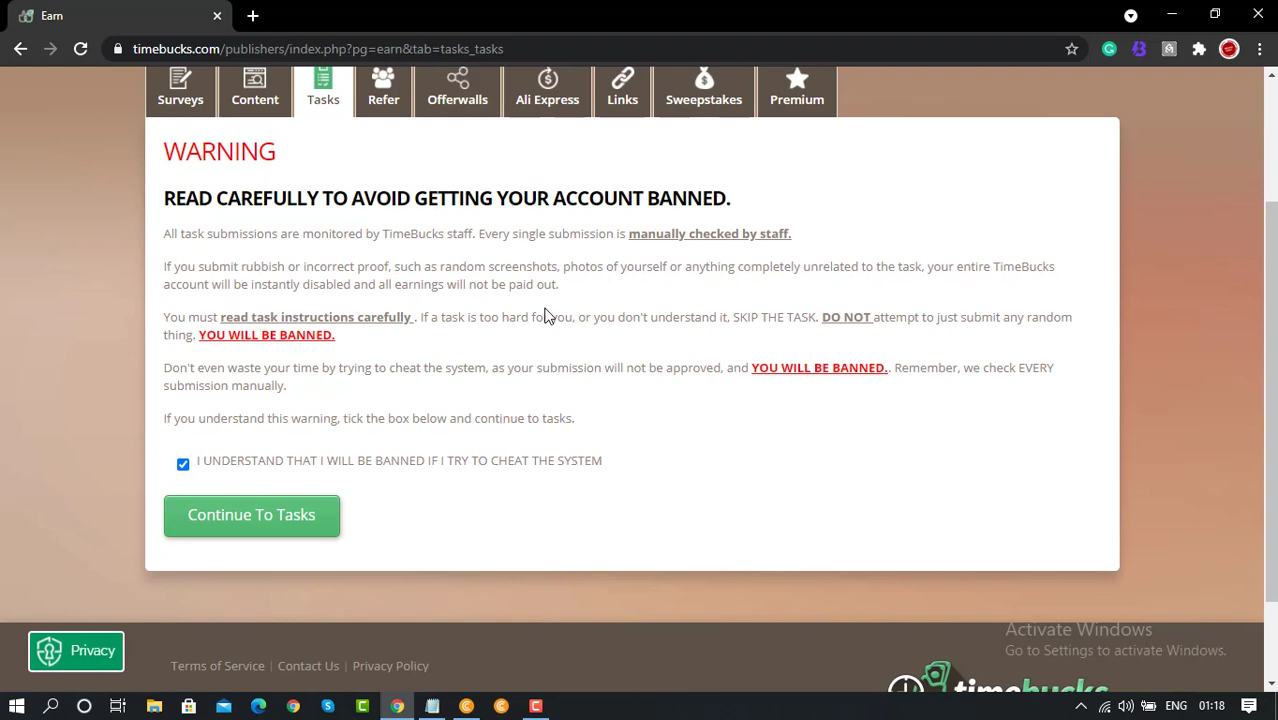 Earn
timebucks.com/publishers/index.php?pg=earn&tab=tasks_tasks
Surveys
Content
Tasks
Refer
Offerwalls
Ali Express
Links
Sweepstakes
Premium
WARNING
READ CAREFULLY TO AVOID GETTING YOUR ACCOUNT BANNED.
All task submissions are monitored by TimeBucks staff. Every single submission is manually checked by staff.
If you submit rubbish or incorrect proof, such as random screenshots, photos of yourself or anything completely unrelated to the task, your entire TimeBucks
account will be instantly disabled and all earnings will not be paid out.
You must read task instructions carefully . If a task is too hard for you, or you don't understand it, SKIP THE TASK. DO NOT attempt to just submit any random
thing. YOU WILL BE BANNED.
Don't even waste your time by trying to cheat the system, as your submission will not be approved, and YOU WILL BE BANNED.. Remember, we check EVERY
submission manually.
If you understand this warning, tick the box below and continue to tasks.
I UNDERSTAND THAT I WILL BE BANNED IF I TRY TO CHEAT THE SYSTEM
Continue To Tasks
Activate Windows
Go to Settings to activate Windows.
Privacy
Terms of Service | Contact Us | Privacy Policy
timebucks
ENG
01:18